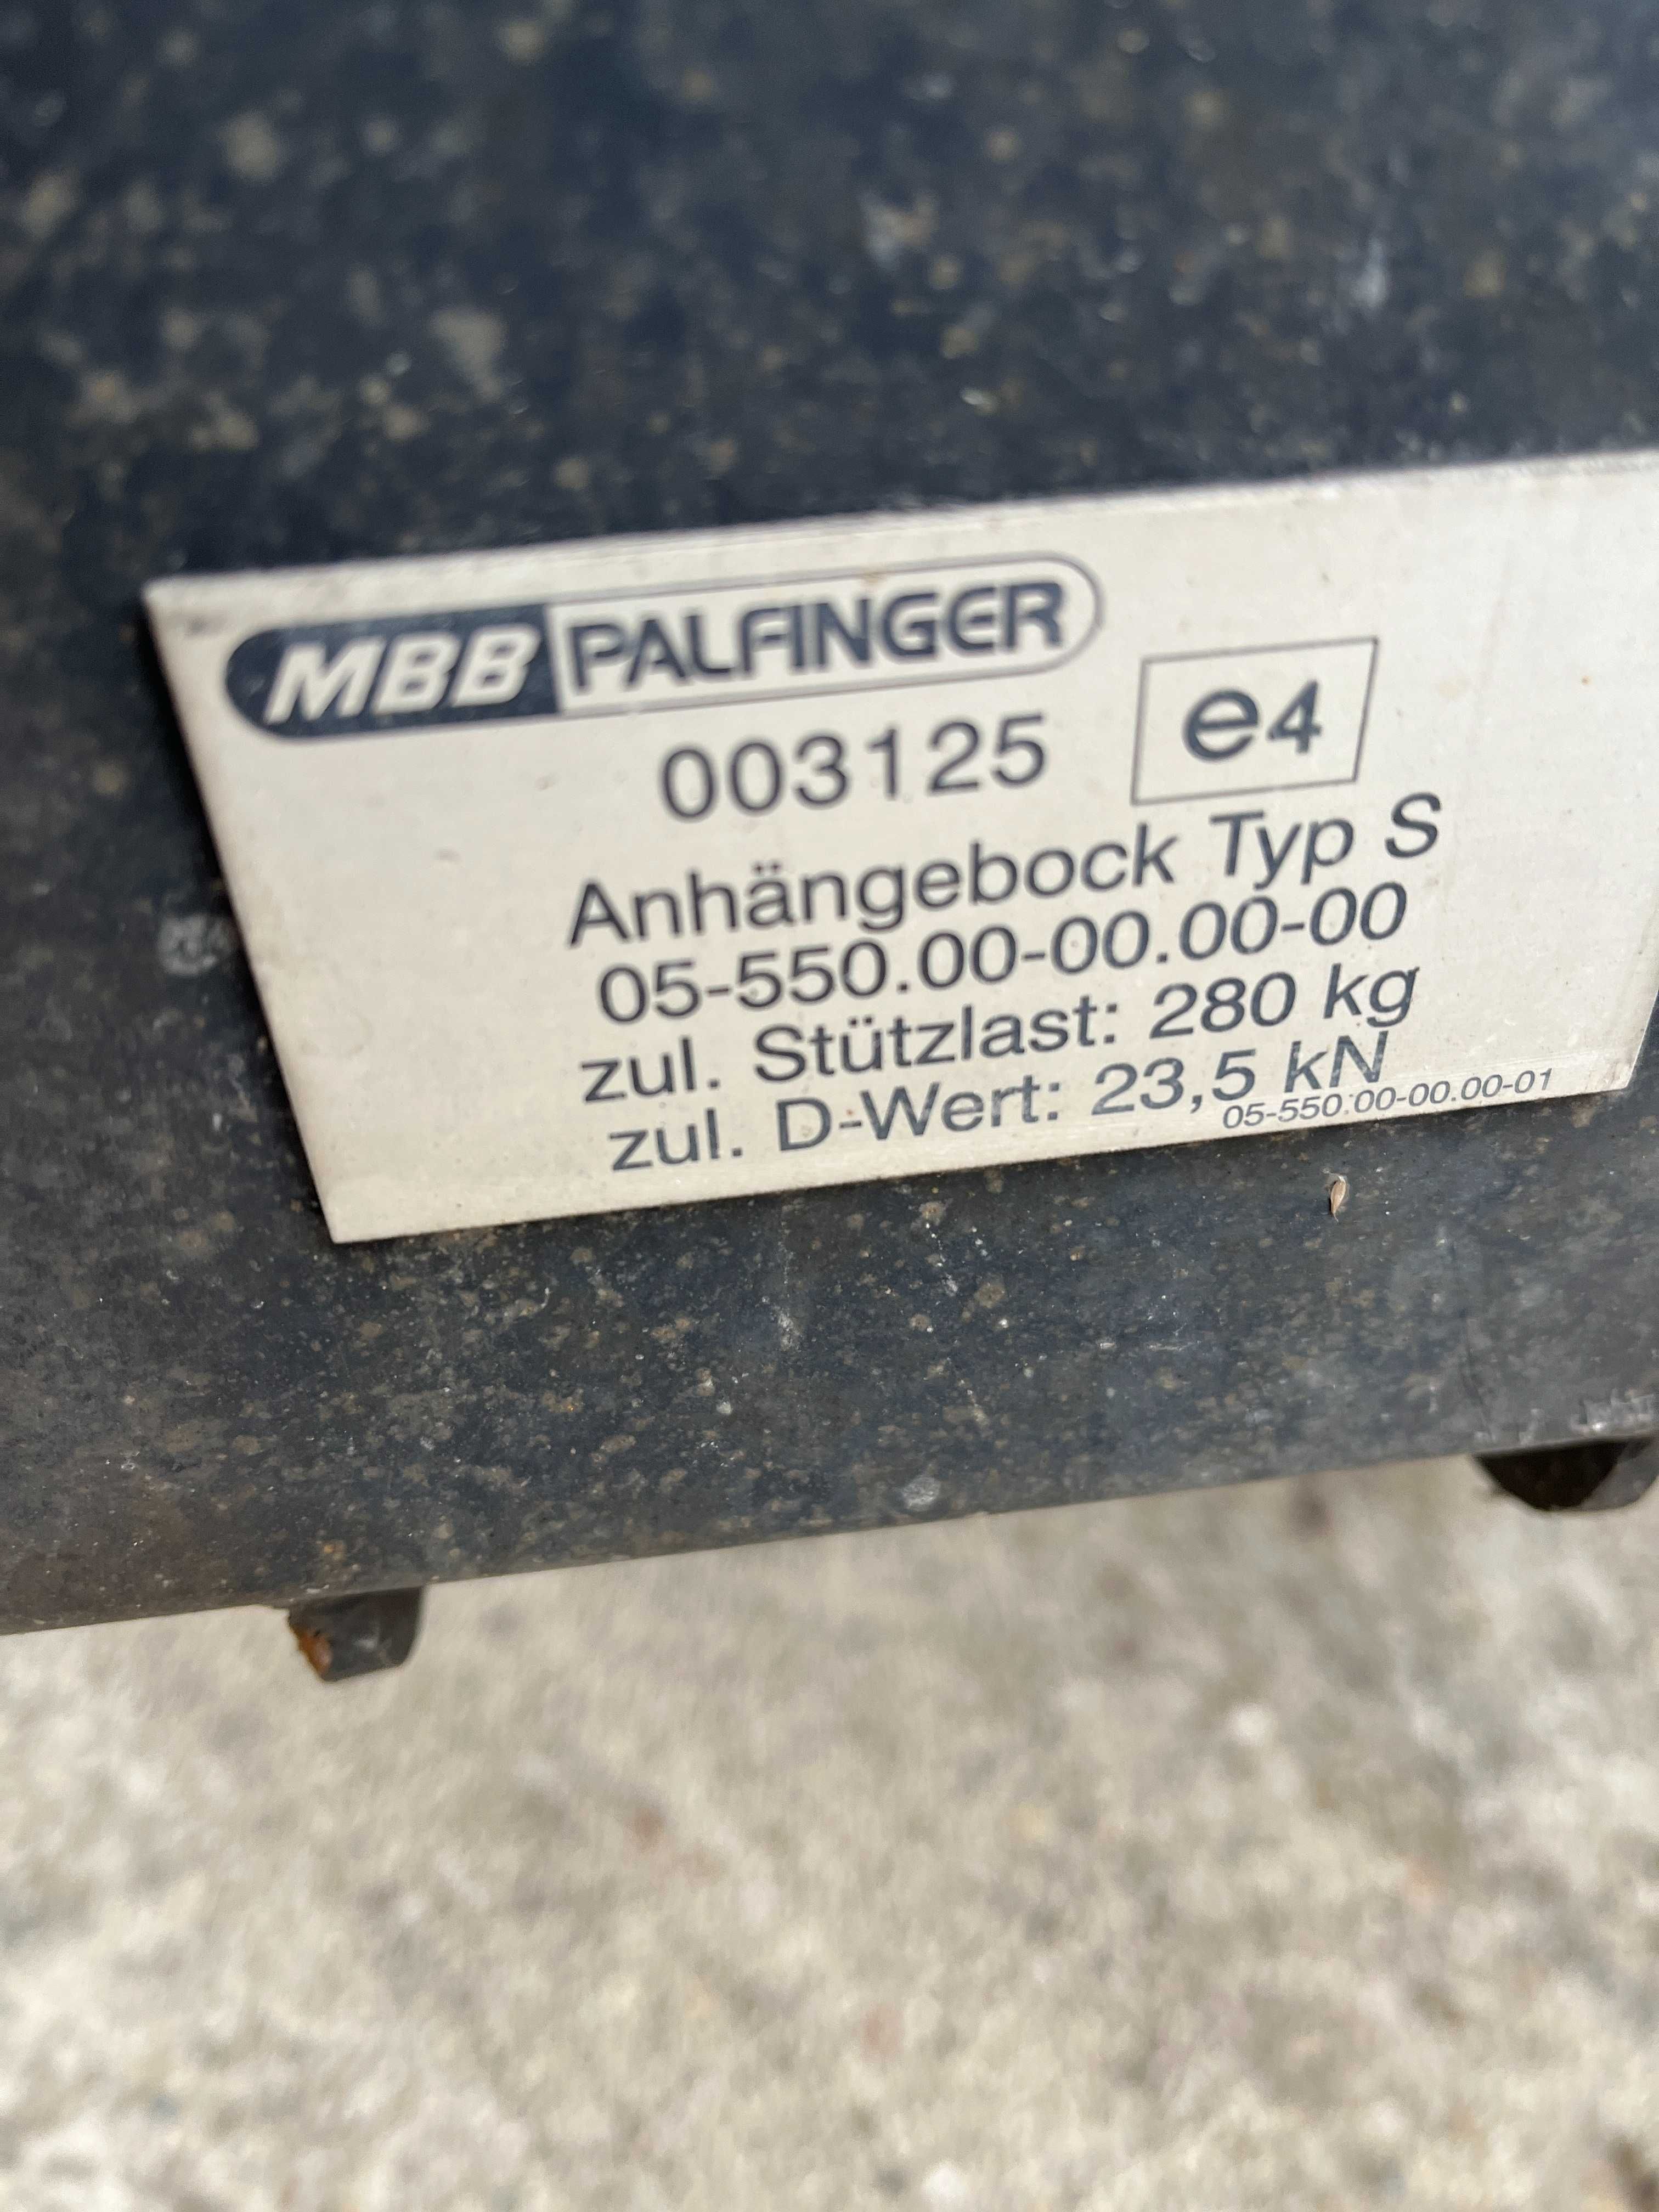 MBB PALFINGER
003125 e4
Anhängebock Typ S
05-550.00-00.00-00
zul. Stützlast: 280 kg
zul. D-Wert: 23,5 kN
05-550.00-00.00-01